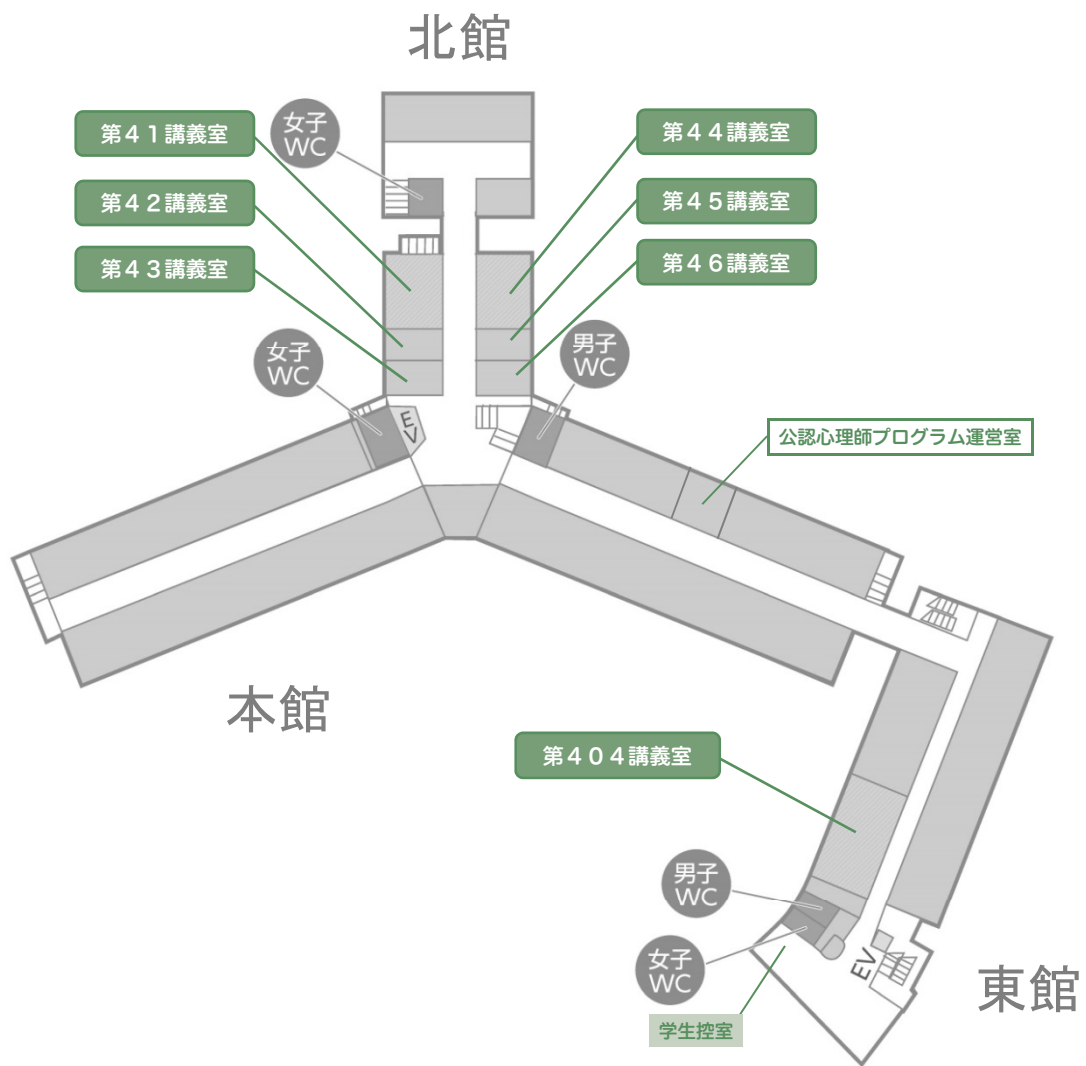 北館
第４１講義室
女子
WC
第４４講義室
第４２講義室
第４５講義室
第４３講義室
第４６講義室
女子
WC
男子
WC
EV
公認心理師プログラム運営室
本館
第４０４講義室
男子
WC
女子
WC
EV
東館
学生控室